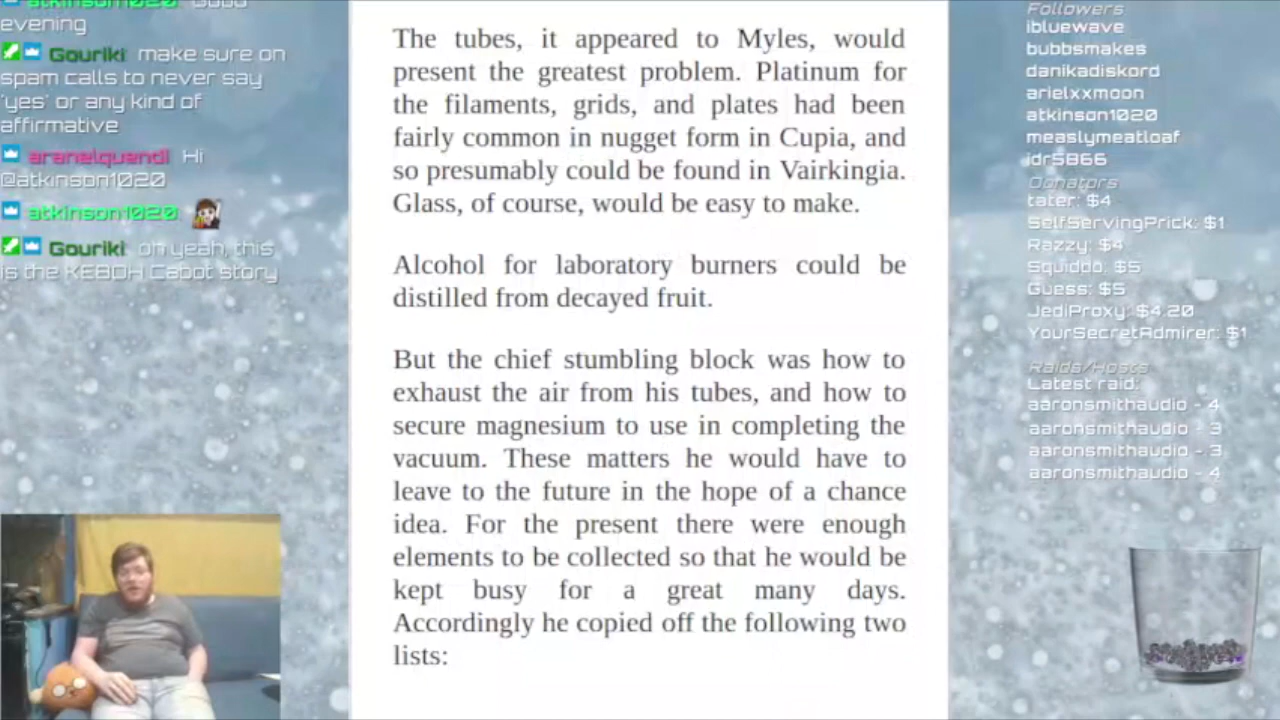 atkinson1020: Good
evening
Gouriki: make sure on
spam calls to never say
'yes' or any kind of
affirmative
aranelquendi Hi
@atkinson1020
atkinson1020:
Gouriki: oh yeah, this
is the KEBDH Cabot story
The tubes, it appeared to Myles, would
present the greatest problem. Platinum for
the filaments, grids, and plates had been
fairly common in nugget form in Cupia, and
so presumably could be found in Vairkingia.
Glass, of course, would be easy to make.
Alcohol for laboratory burners could be
distilled from decayed fruit.
But the chief stumbling block was how to
exhaust the air from his tubes, and how to
secure magnesium to use in completing the
vacuum. These matters he would have to
leave to the future in the hope of a chance
idea. For the present there were enough
elements to be collected so that he would be
kept busy for a great many days.
Accordingly he copied off the following two
lists:
Followers
ibluewave
bubbsmakes
danikadiskord
arielxxmoon
atkinson1020
measlymeatloaf
idr5866
Donators
tater: $4
SelfServingPrick: $1
Razzy: $4
Squiddo: $5
Guess: $5
JediProxy: $4.20
YourSecretAdmirer: $1
Raids/Hosts
Latest raid:
aaronsmithaudio - 4
aaronsmithaudio - 3
aaronsmithaudio - 3
aaronsmithaudio - 4